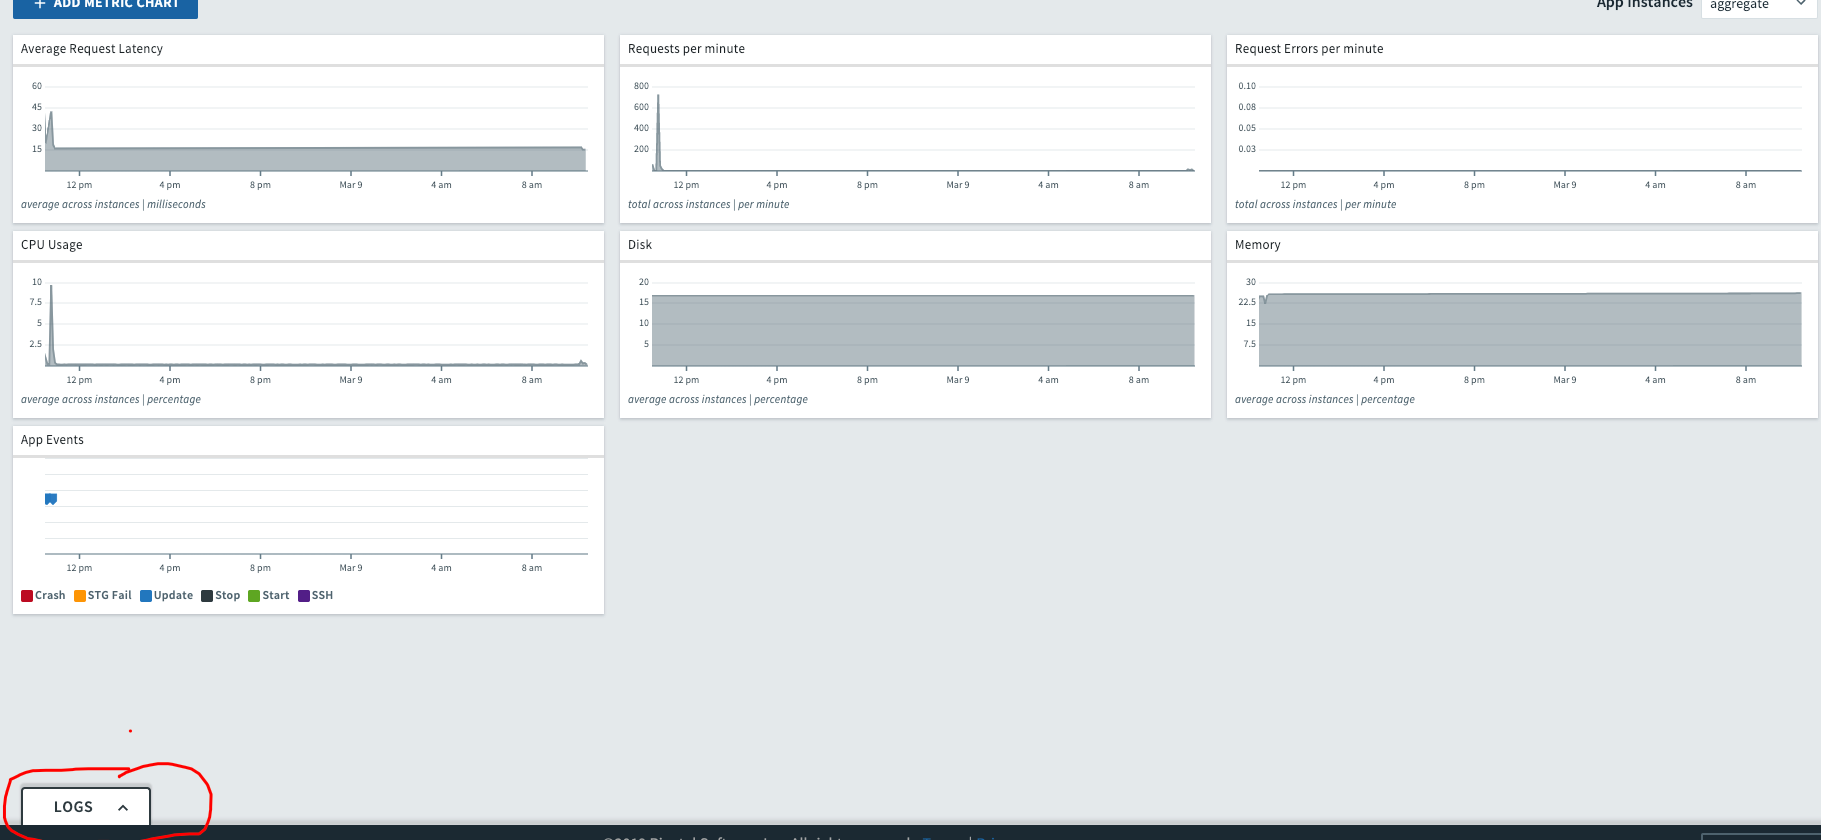 + ADD METRIC CHART
App Instances aggregate
Average Request Latency
60
45
30
15
12 pm 4 pm 8 pm Mar 9 4 am 8 am
average across instances | milliseconds
Requests per minute
800
600
400
200
12 pm 4 pm 8 pm Mar 9 4 am 8 am
total across instances | per minute
Request Errors per minute
0.10
0.08
0.05
0.03
12 pm 4 pm 8 pm Mar 9 4 am 8 am
total across instances | per minute
CPU Usage
10
7.5
5
2.5
12 pm 4 pm 8 pm Mar 9 4 am 8 am
average across instances | percentage
Disk
20
15
10
5
12 pm 4 pm 8 pm Mar 9 4 am 8 am
average across instances | percentage
Memory
30
22.5
15
7.5
12 pm 4 pm 8 pm Mar 9 4 am 8 am
average across instances | percentage
App Events
12 pm 4 pm 8 pm Mar 9 4 am 8 am
Crash STG Fail Update Stop Start SSH
LOGS